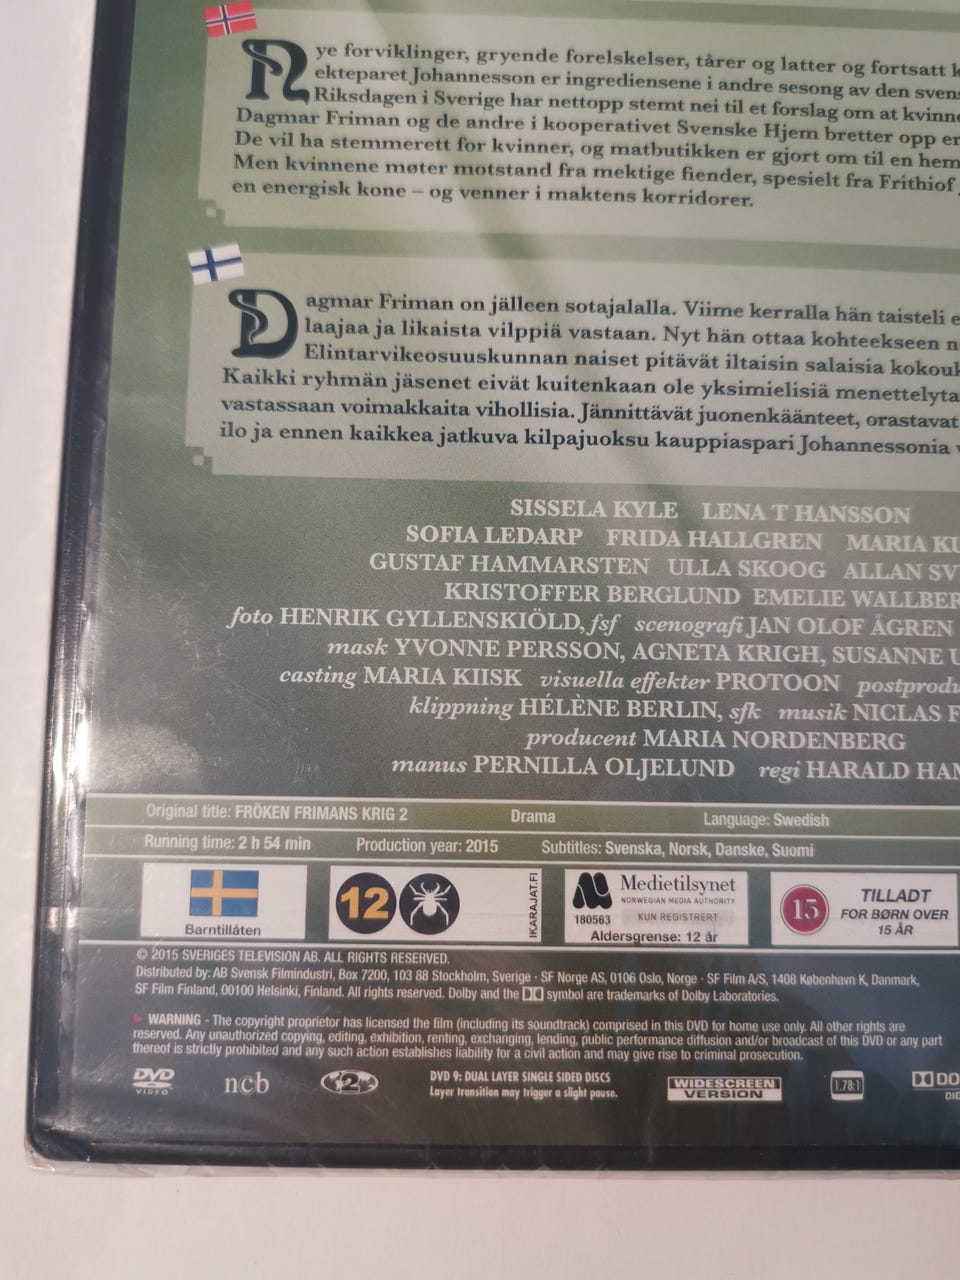 Nye forviklinger, gryende forelskelser, tårer og latter og fortsatt
ekteparet Johannesson er ingrediensene i andre sesong av den
Riksdagen i Sverige har nettopp stemt nei til et forslag om at
Dagmar Friman og de andre i kooperativet Svenske Hjem bretter opp
De vil ha stemmerett for kvinner, og matbutikken er gjort om til en
Men kvinnene møter motstand fra mektige fiender, spesielt fra Frithiof
en energisk kone – og venner i maktens korridorer.
Dagmar Friman on jälleen sotajalalla. Viime kerralla hän taisteli
laajaa ja likaista vilppiä vastaan. Nyt hän ottaa kohteekseen
Elintarvikeosuuskunnan naiset pitävät iltaisin salaisia
Kaikki ryhmän jäsenet eivät kuitenkaan ole yksimielisiä
vastassaan voimakkaita vihollisia. Jännittävät juonenkäänteet, orastavat
ilo ja ennen kaikkea jatkuva kilpajuoksu kauppiaspari Johannessonia
SISSELA KYLE LENA T HANSSON
SOFIA LEDARP FRIDA HALLGREN MARIA
GUSTAF HAMMARSTEN ULLA SKOOG ALLAN
KRISTOFFER BERGLUND EMELIE
foto HENRIK GYLLENSKIÖLD, fsf scenografi JAN OLOF ÅGREN
mask YVONNE PERSSON, AGNETA KRIGH, SUSANNE
casting MARIA KIISK visuella effekter PROTOON
klippning HÉLÈNE BERLIN, sfk musik NICLAS
producent MARIA NORDENBERG
manus PERNILLA OLJELUND regi HARALD
Original title: FRÖKEN FRIMANS KRIG 2 Drama Language: Swedish
Running time: 2 h 54 min Production year: 2015 Subtitles: Svenska, Norsk, Danske, Suomi
Barntillåten
12
IKARAJAT.FI
Medietilsynet
NORWEGIAN MEDIA AUTHORITY
180563 KUN REGISTRERT
Aldersgrense: 12 år
15
TILLADT
FOR BØRN OVER
15 ÅR
© 2015 SVERIGES TELEVISION AB. ALL RIGHTS RESERVED.
Distributed by: AB Svensk Filmindustri, Box 7200, 103 88 Stockholm, Sverige · SF Norge AS, 0106 Oslo, Norge · SF Film A/S, 1408 København K, Danmark,
SF Film Finland, 00100 Helsinki, Finland. All rights reserved. Dolby and the symbol are trademarks of Dolby Laboratories.
WARNING - The copyright proprietor has licensed the film (including its soundtrack) comprised in this DVD for home use only. All other rights are
reserved. Any unauthorized copying, editing, exhibition, renting, exchanging, lending, public performance diffusion and/or broadcast of this DVD or any part
thereof is strictly prohibited and any such action establishes liability for a civil action and may give rise to criminal prosecution.
DVD VIDEO
ncb
2
DVD 9: DUAL LAYER SINGLE SIDED DISCS
Layer transition may trigger a slight pause.
WIDESCREEN
VERSION
1.78:1